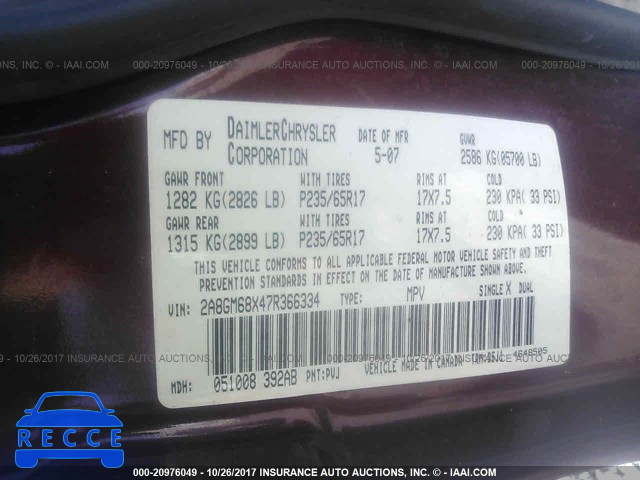 000-20976049 - 10/26/2017 INSURANCE AUTO AUCTIONS, INC. - © IAAI.COM
MFD BY DAIMLERCHRYSLER CORPORATION
DATE OF MFR 5-07
GVWR 2586 KG(05700 LB)
GAWR FRONT WITH TIRES RIMS AT COLD
1282 KG(2826 LB) P235/65R17 17X7.5 230 KPA( 33 PSI)
GAWR REAR WITH TIRES RIMS AT COLD
1315 KG(2899 LB) P235/65R17 17X7.5 230 KPA( 33 PSI)
THIS VEHICLE CONFORMS TO ALL APPLICABLE FEDERAL MOTOR VEHICLE SAFETY AND THEFT
PREVENTION STANDARDS IN EFFECT ON THE DATE OF MANUFACTURE SHOWN ABOVE.
VIN: 2A8GM68X47R366334 TYPE: MPV SINGLE X DUAL
MDH: 051008 392AB PNT:PVJ VEHICLE MADE IN CANADA 4648505
RECCE
000-20976049 - 10/26/2017 INSURANCE AUTO AUCTIONS, INC. - © IAAI.COM